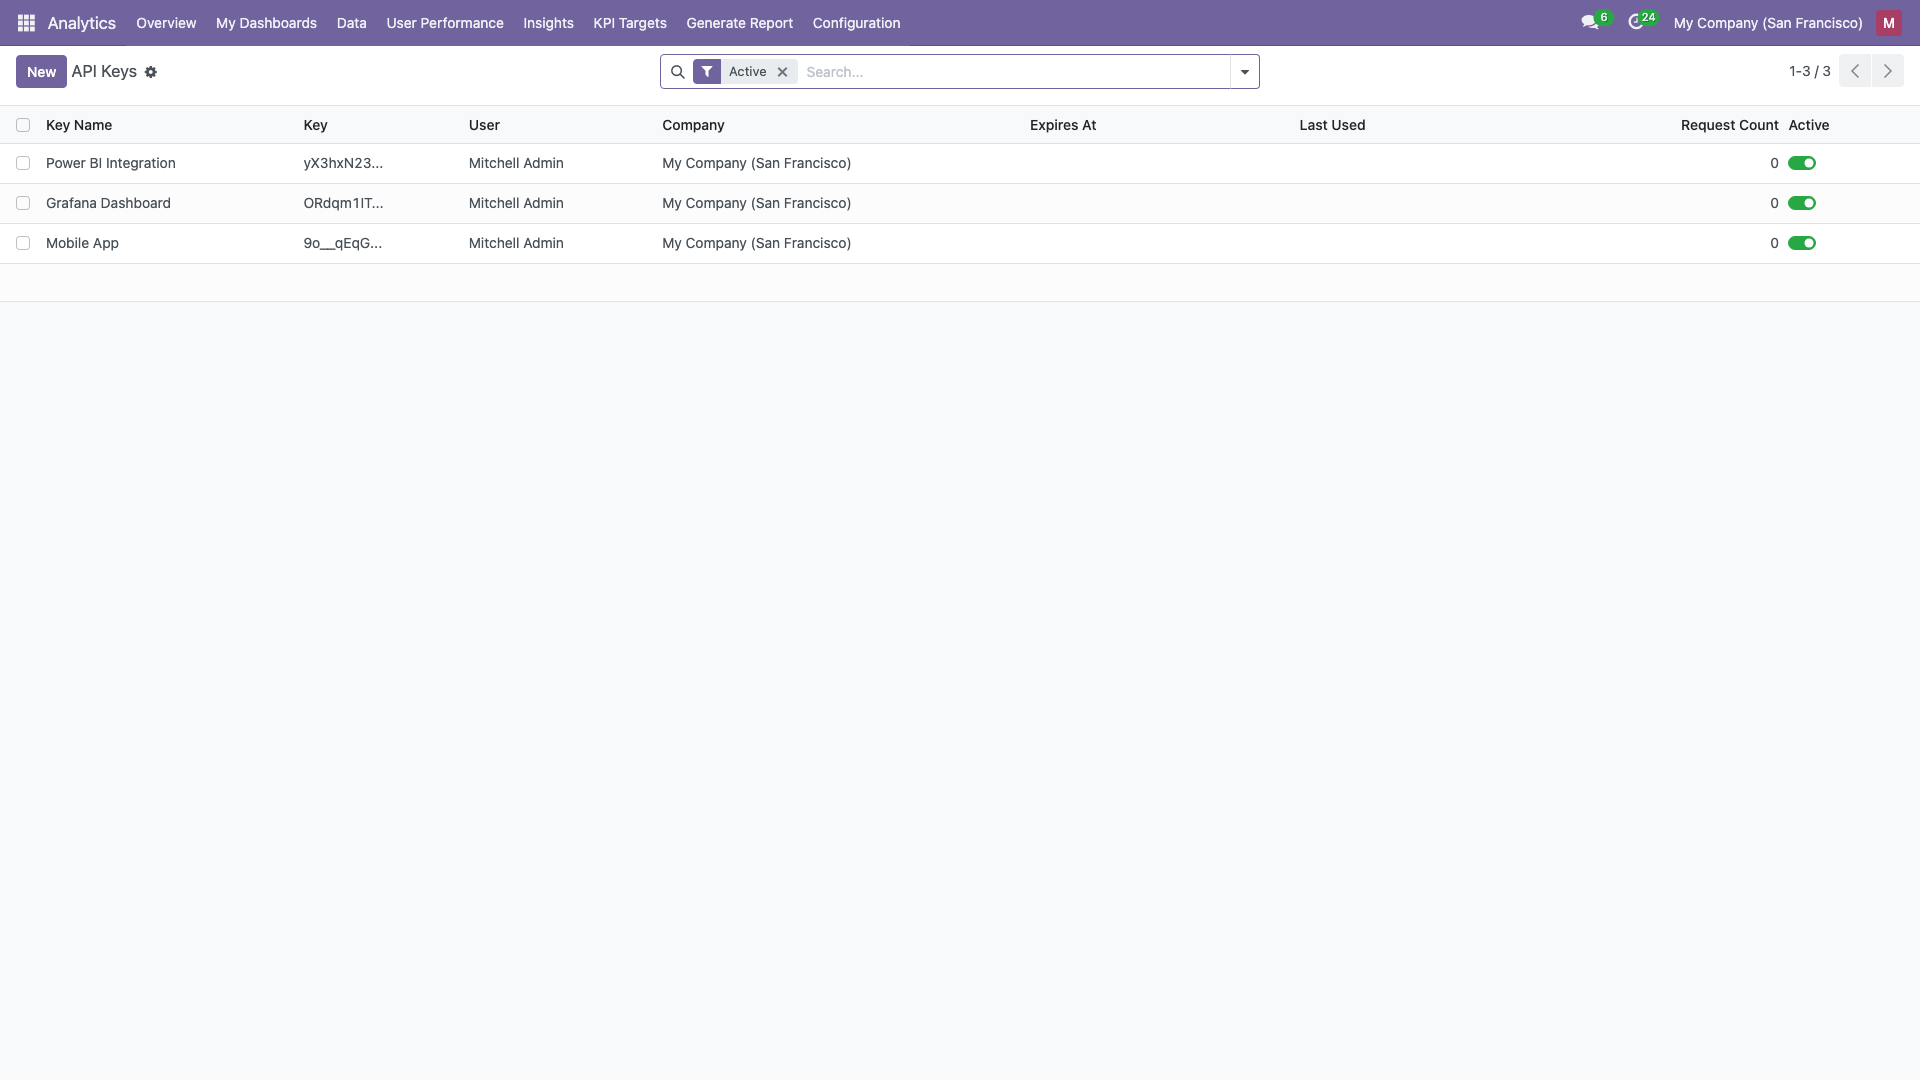 Analytics Overview My Dashboards Data User Performance Insights KPI Targets Generate Report Configuration 6 24 My Company (San Francisco) M
New API Keys Active Search... 1-3 / 3
Key Name Key User Company Expires At Last Used Request Count Active
Power BI Integration yX3hxN23... Mitchell Admin My Company (San Francisco) 0
Grafana Dashboard ORdqm1IT... Mitchell Admin My Company (San Francisco) 0
Mobile App 9o__qEqG... Mitchell Admin My Company (San Francisco) 0